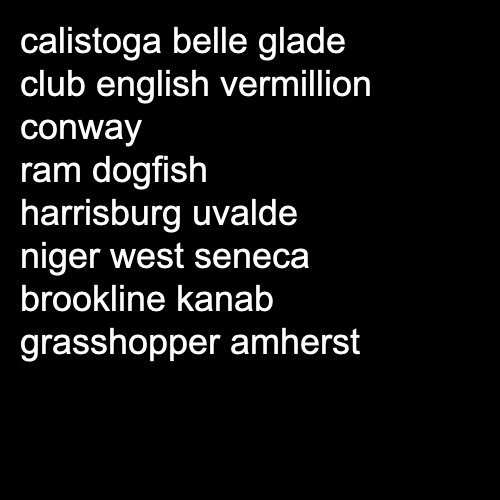 calistoga belle glade
club english vermillion
conway
ram dogfish
harrisburg uvalde
niger west seneca
brookline kanab
grasshopper amherst